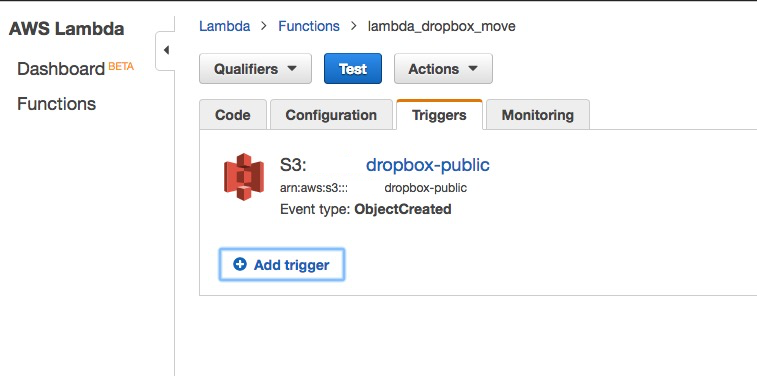 AWS Lambda
Dashboard BETA
Functions
Lambda > Functions > lambda_dropbox_move
Qualifiers Test Actions
Code Configuration Triggers Monitoring
S3: dropbox-public
arn:aws:s3::: dropbox-public
Event type: ObjectCreated
Add trigger